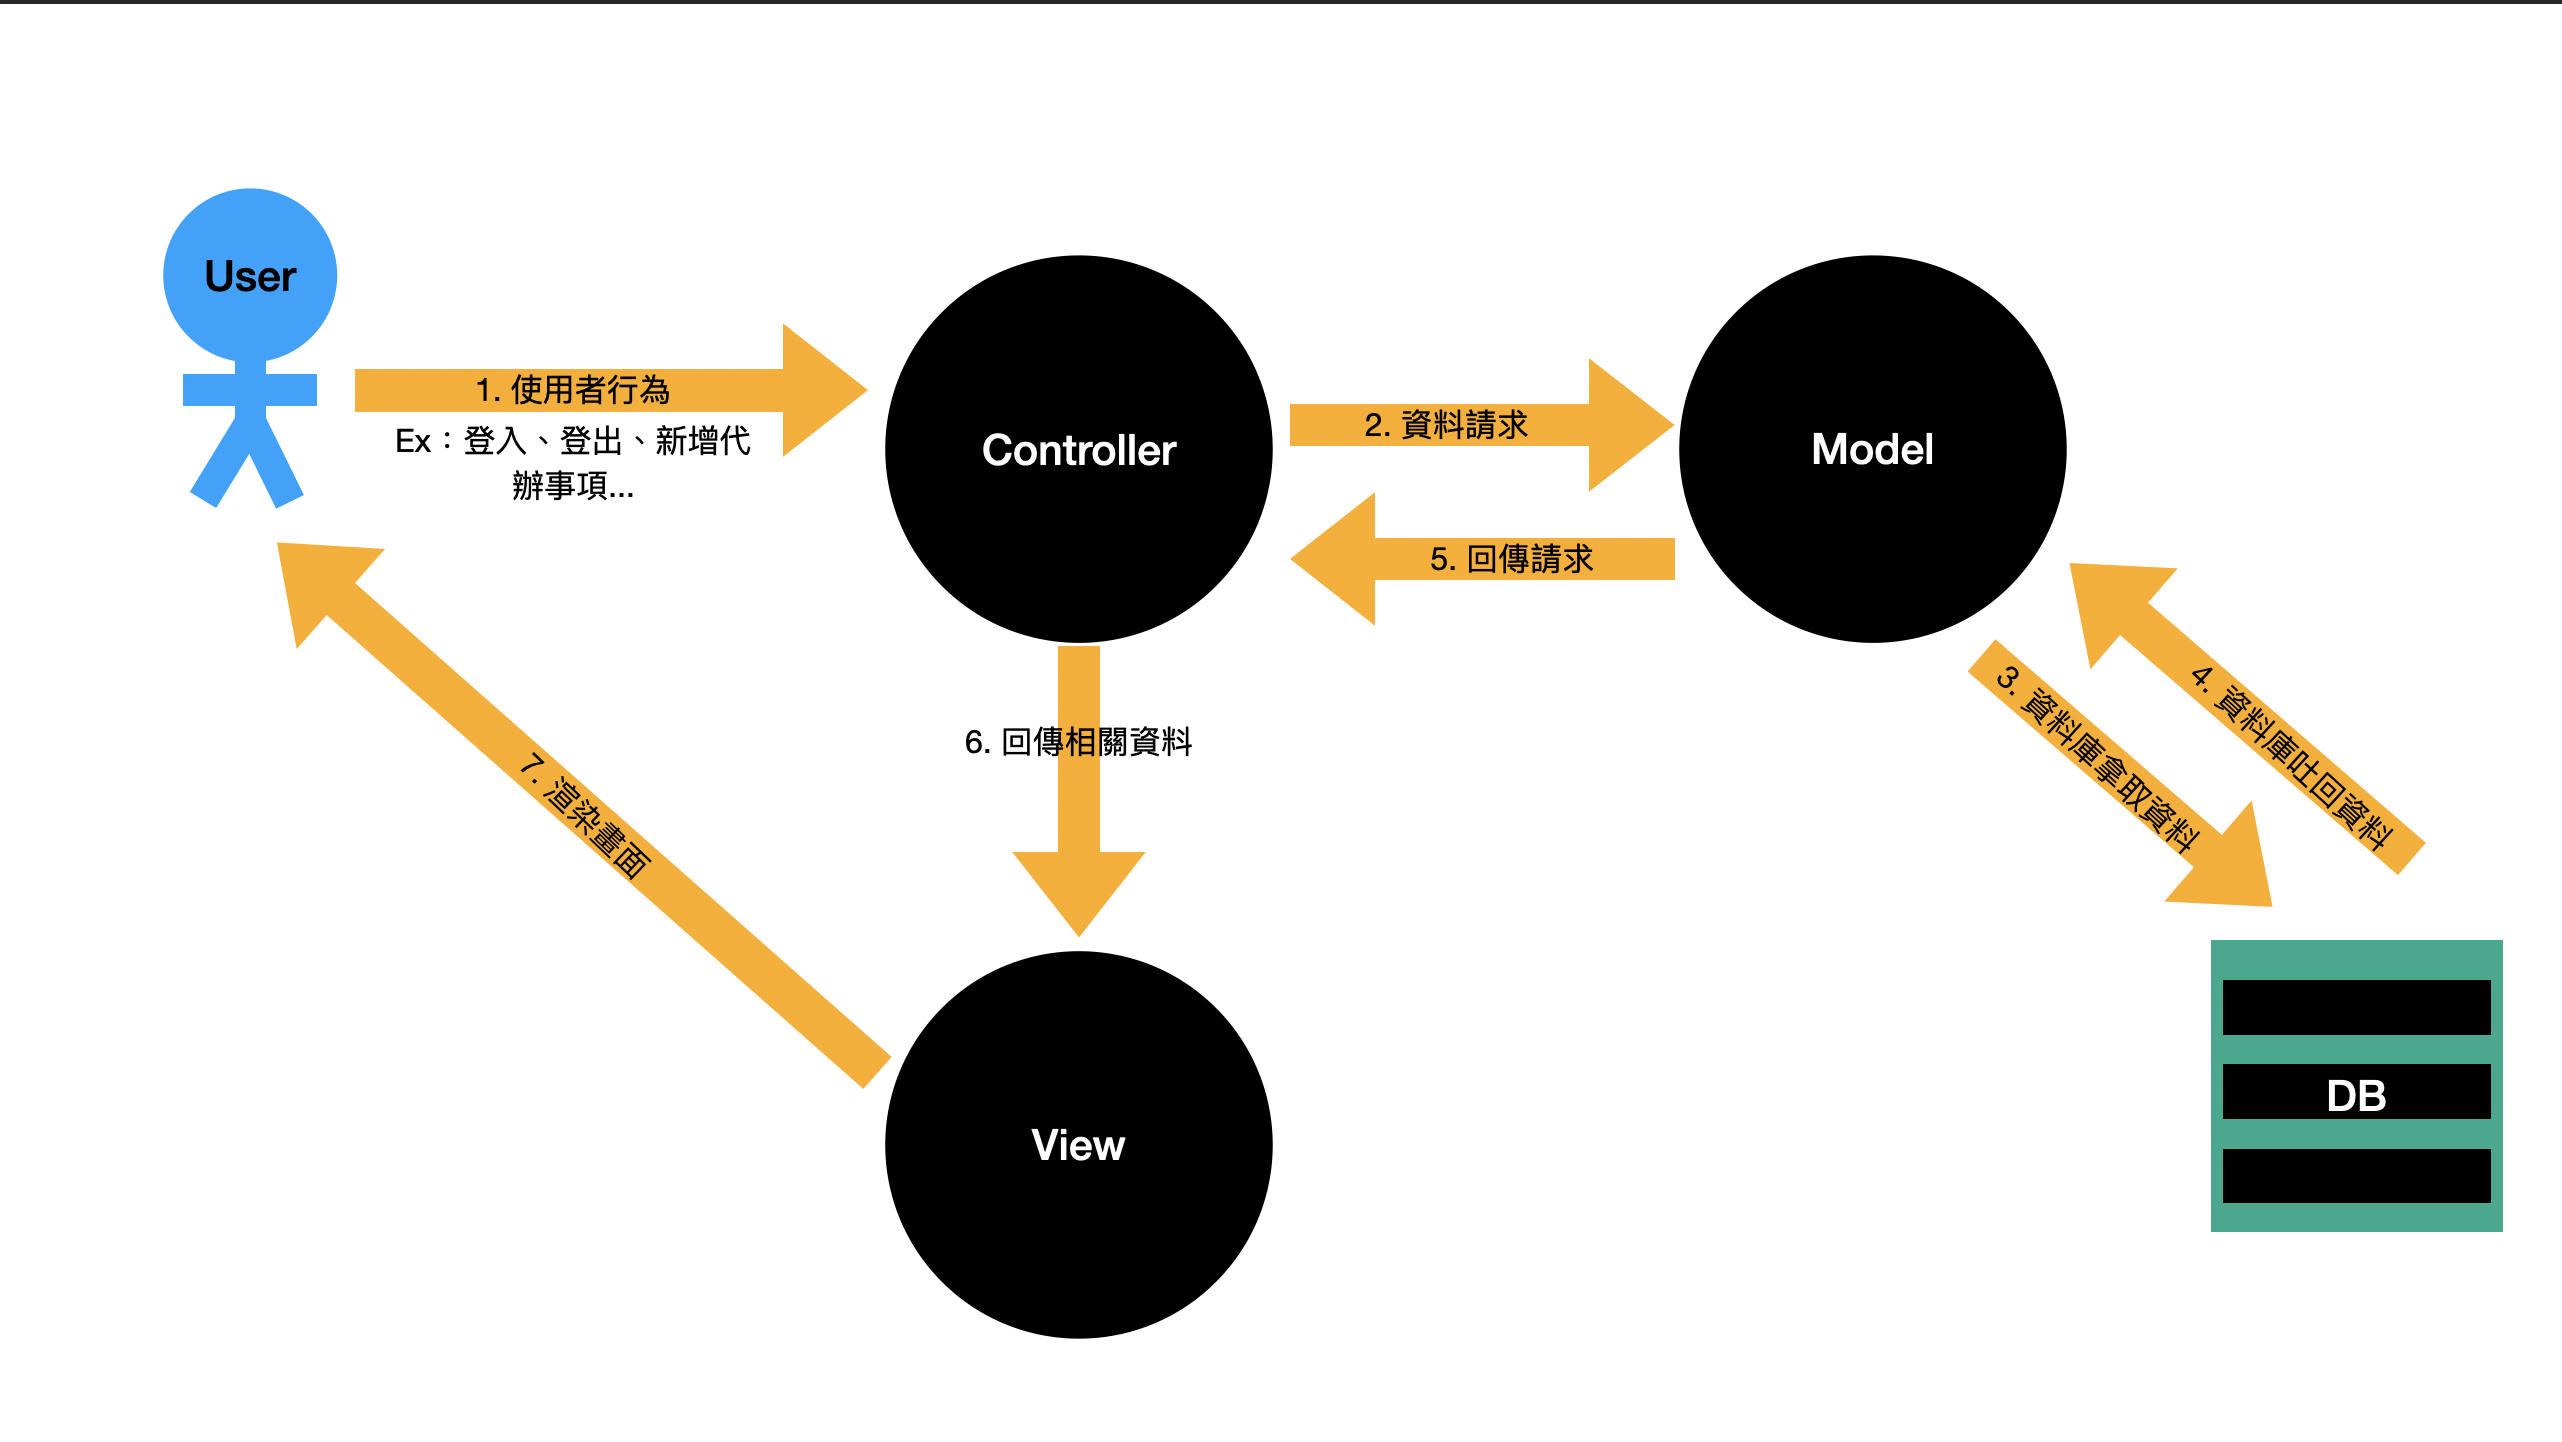 User
1. 使用者行為
Ex：登入、登出、新增代
辦事項...
Controller
2. 資料請求
Model
5. 回傳請求
3. 資料庫拿取資料
4. 資料庫吐回資料
6. 回傳相關資料
7. 渲染畫面
View
DB